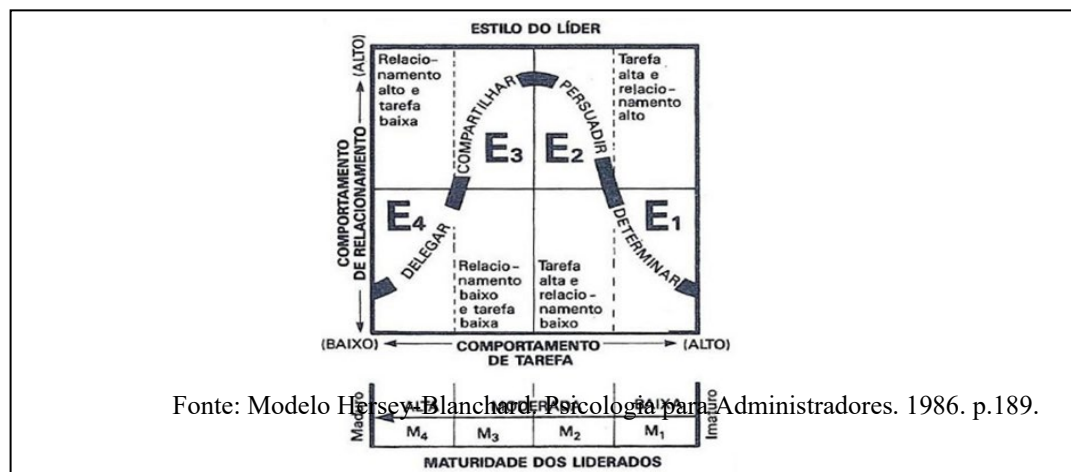 ESTILO DO LÍDER
(ALTO)
COMPORTAMENTO
DE RELACIONAMENTO
Relacio-
namento
alto e
tarefa
baixa
COMPARTILHAR
PERSUADIR
Tarefa
alta e
relacio-
namento
alto
E3
E2
E4
E1
DELEGAR
DETERMINAR
Relacio-
namento
baixo
e tarefa
baixa
Tarefa
alta e
relacio-
namento
baixo
(BAIXO)
COMPORTAMENTO
DE TAREFA
(ALTO)
Maduro
ALTA
MODERADA
BAIXA
Imaturo
Fonte: Modelo Hersey-Blanchard, Psicologia para Administradores. 1986. p.189.
M4
M3
M2
M1
MATURIDADE DOS LIDERADOS